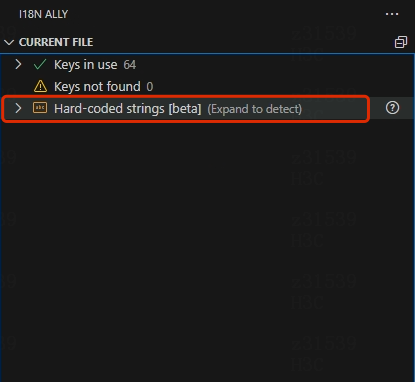 I18N ALLY
CURRENT FILE
Keys in use 64
Keys not found 0
Hard-coded strings [beta] (Expand to detect)